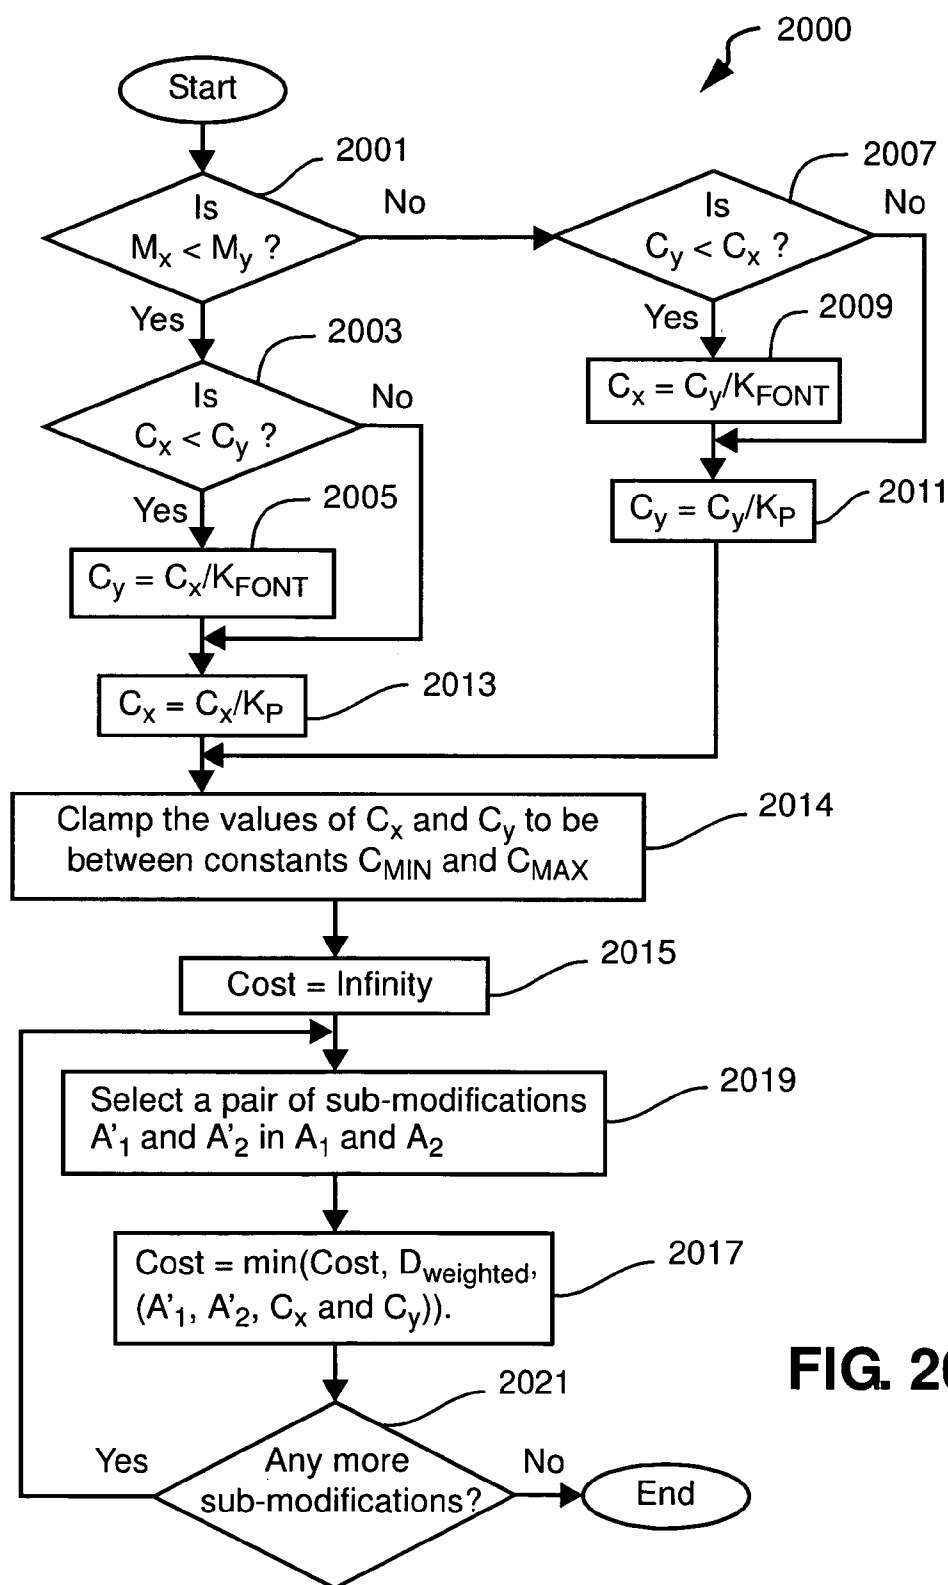 2000
Start
2001
Is
Mx < My ?
No
2007
Is
Cy < Cx ?
No
Yes
2003
Is
Cx < Cy ?
No
Yes
2009
Cx = Cy/KFONT
Yes
2005
Cy = Cx/KFONT
2011
Cy = Cy/KP
2013
Cx = Cx/KP
2014
Clamp the values of Cx and Cy to be
between constants CMIN and CMAX
2015
Cost = Infinity
2019
Select a pair of sub-modifications
A'1 and A'2 in A1 and A2
2017
Cost = min(Cost, Dweighted,
(A'1, A'2, Cx and Cy)).
2021
Any more
sub-modifications?
Yes
No
End
FIG.